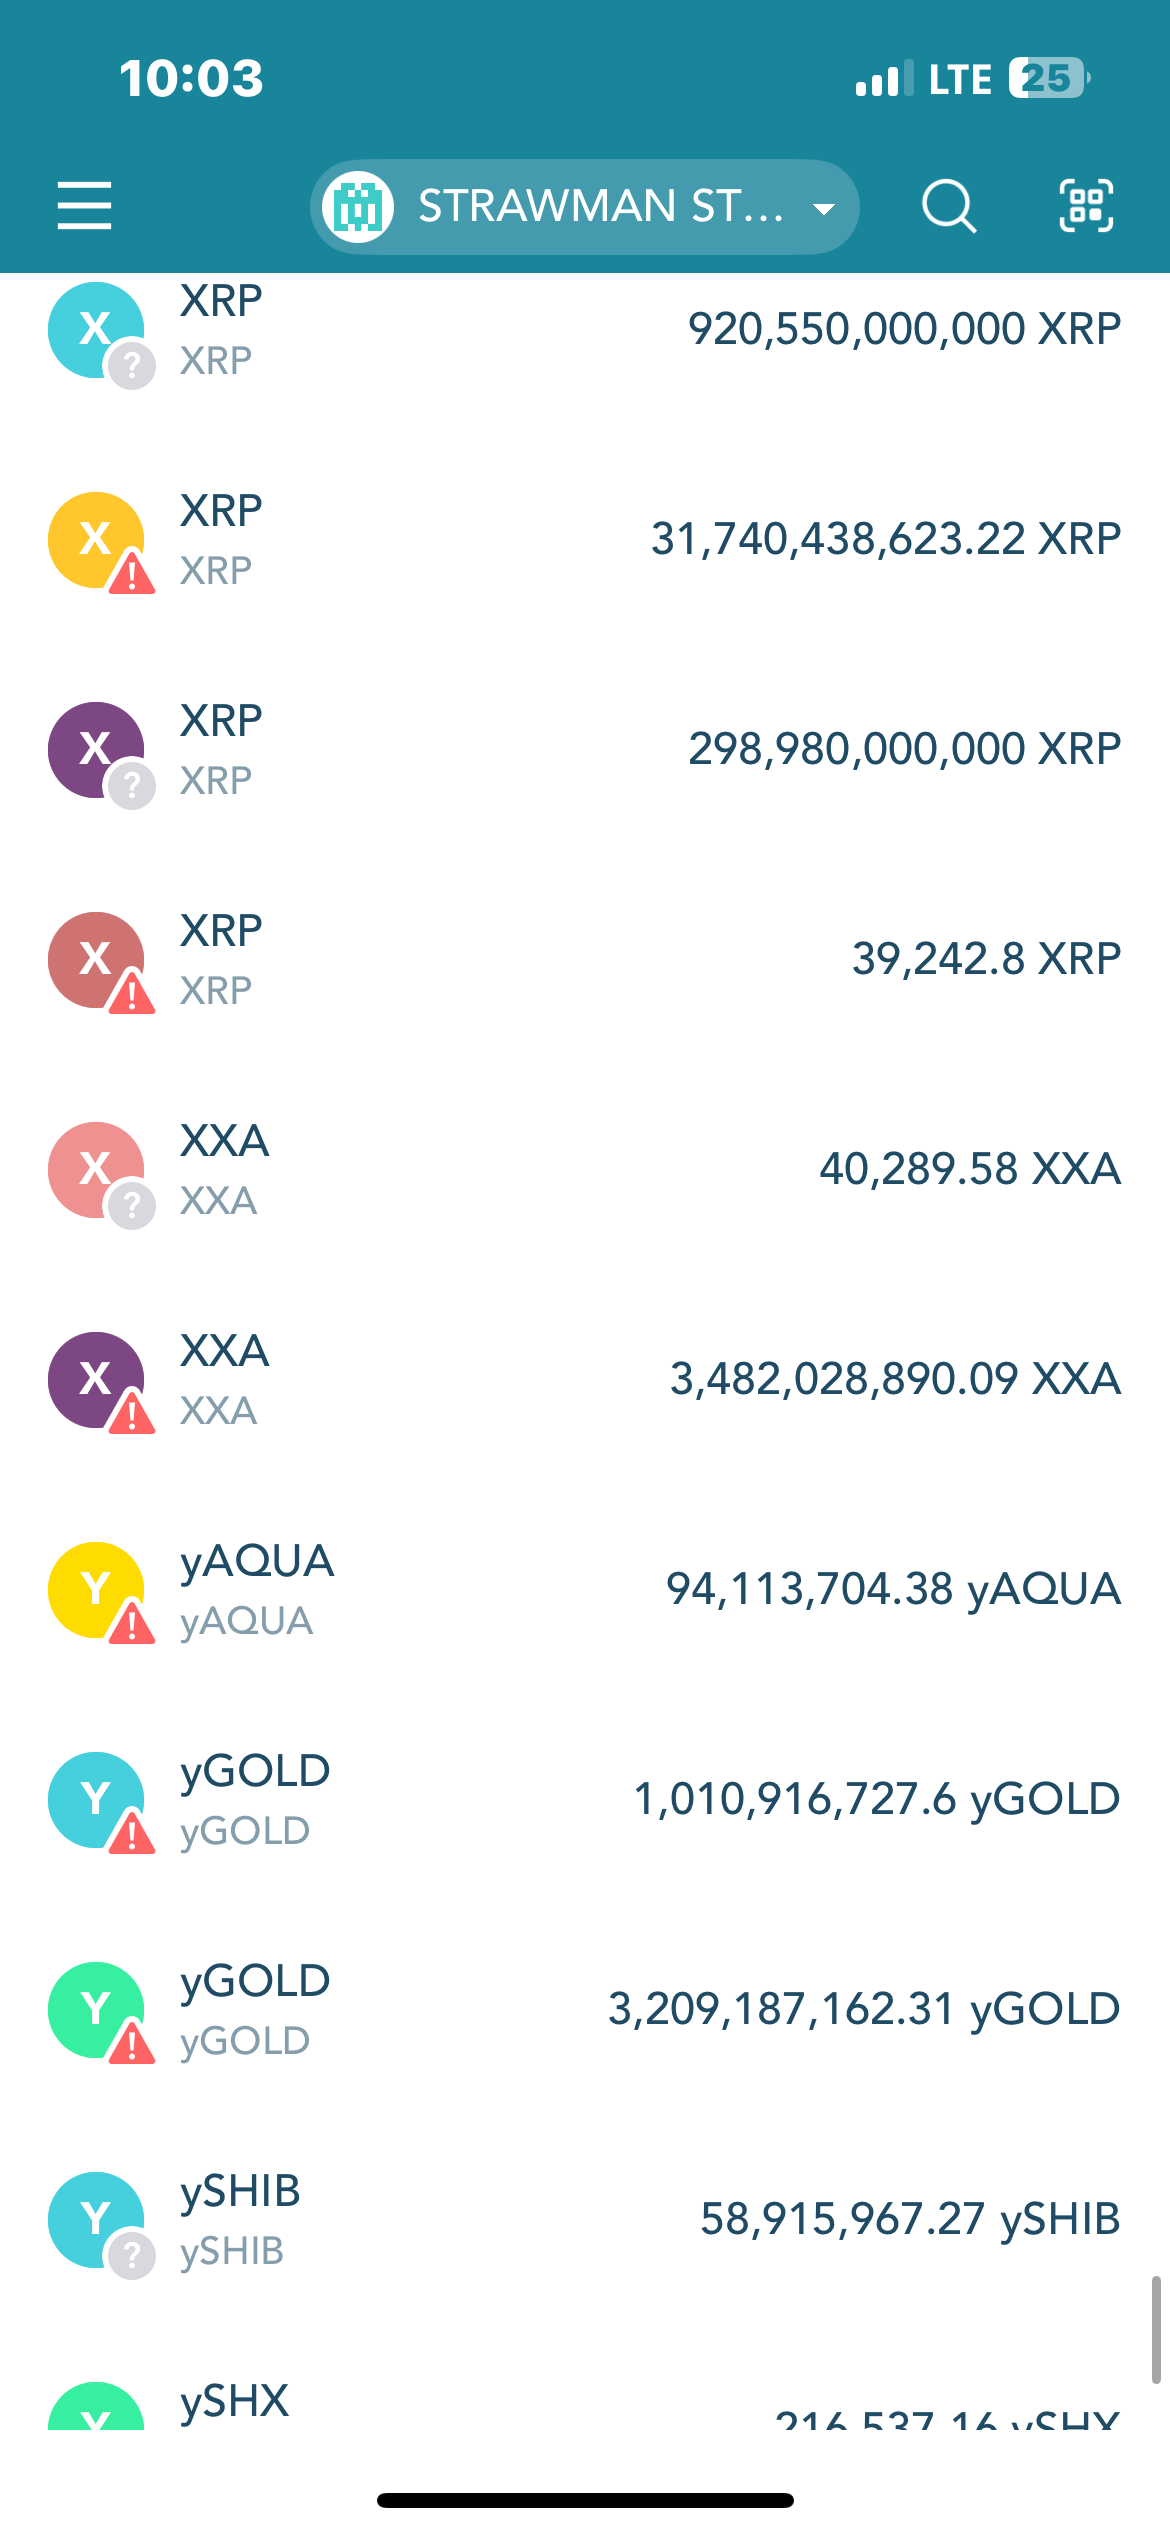 10:03
LTE 25
STRAWMAN ST...
X
?
XRP
XRP
920,550,000,000 XRP
X
!
XRP
XRP
31,740,438,623.22 XRP
X
?
XRP
XRP
298,980,000,000 XRP
X
!
XRP
XRP
39,242.8 XRP
X
?
XXA
XXA
40,289.58 XXA
X
!
XXA
XXA
3,482,028,890.09 XXA
Y
!
yAQUA
yAQUA
94,113,704.38 yAQUA
Y
!
yGOLD
yGOLD
1,010,916,727.6 yGOLD
Y
!
yGOLD
yGOLD
3,209,187,162.31 yGOLD
Y
?
ySHIB
ySHIB
58,915,967.27 ySHIB
Y
ySHX
216,537.16 ySHX